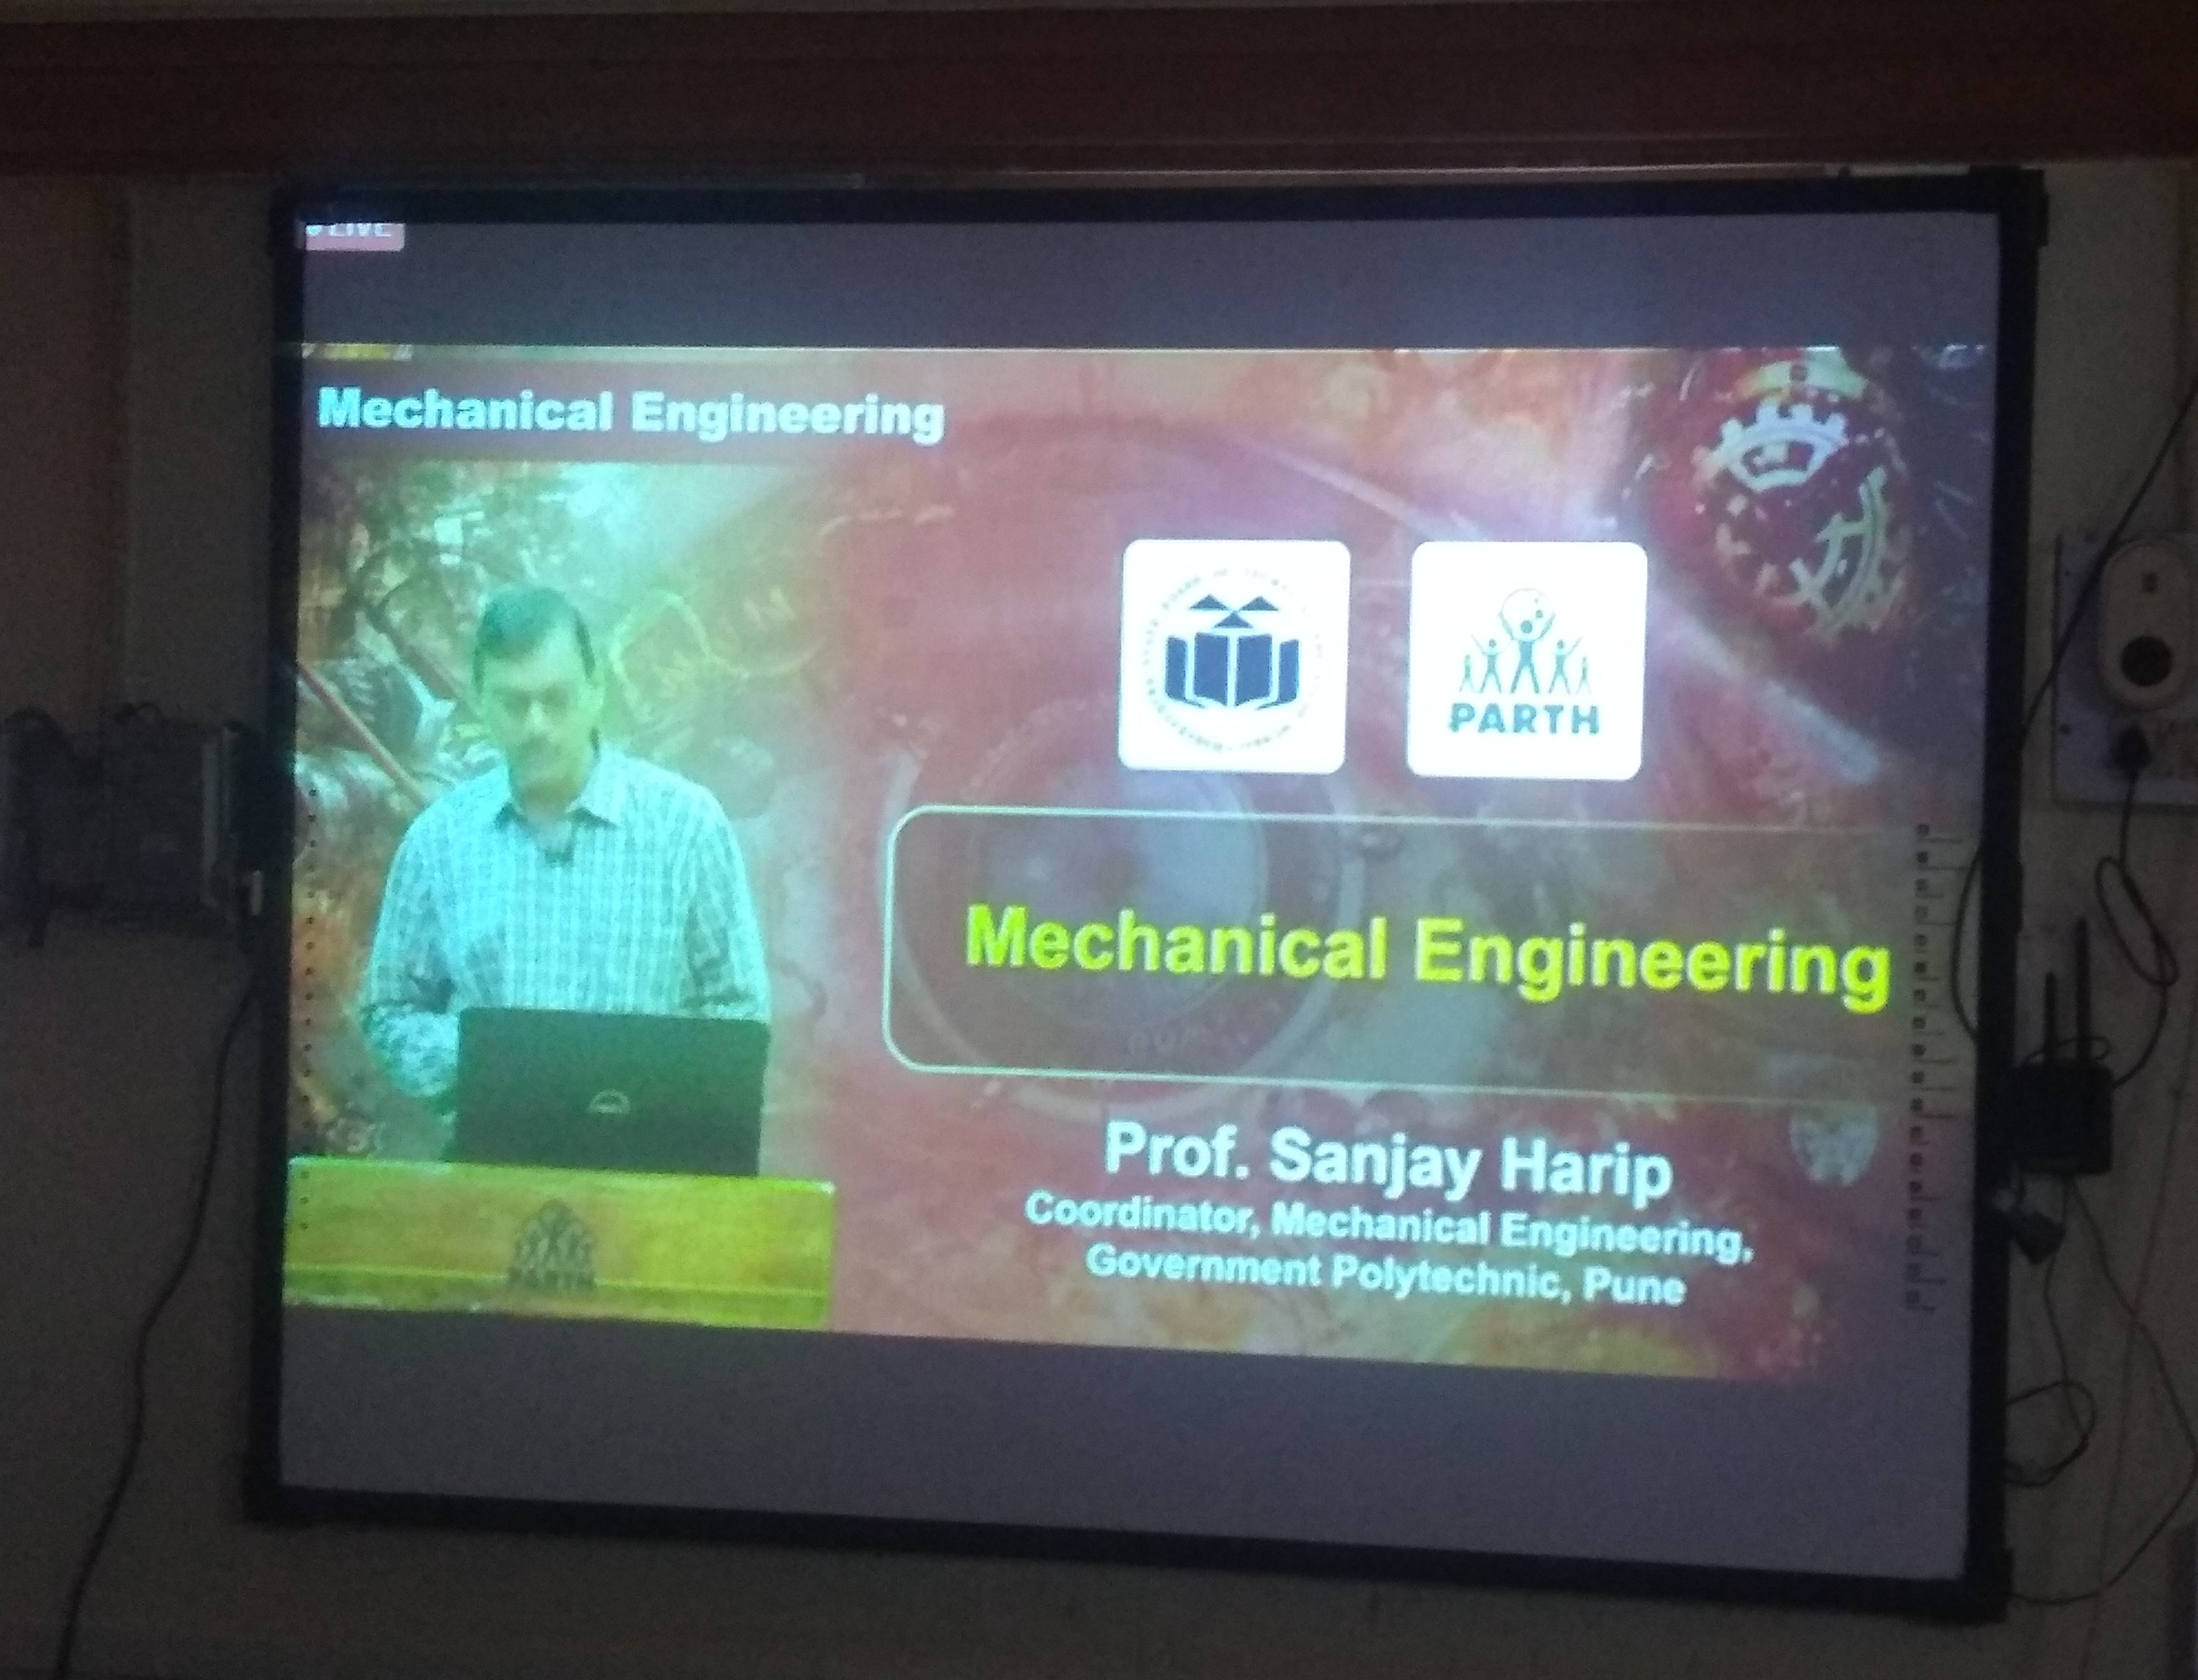 LIVE
Mechanical Engineering
PARTH
Mechanical Engineering
Prof. Sanjay Harip
Coordinator, Mechanical Engineering,
Government Polytechnic, Pune
PARTH